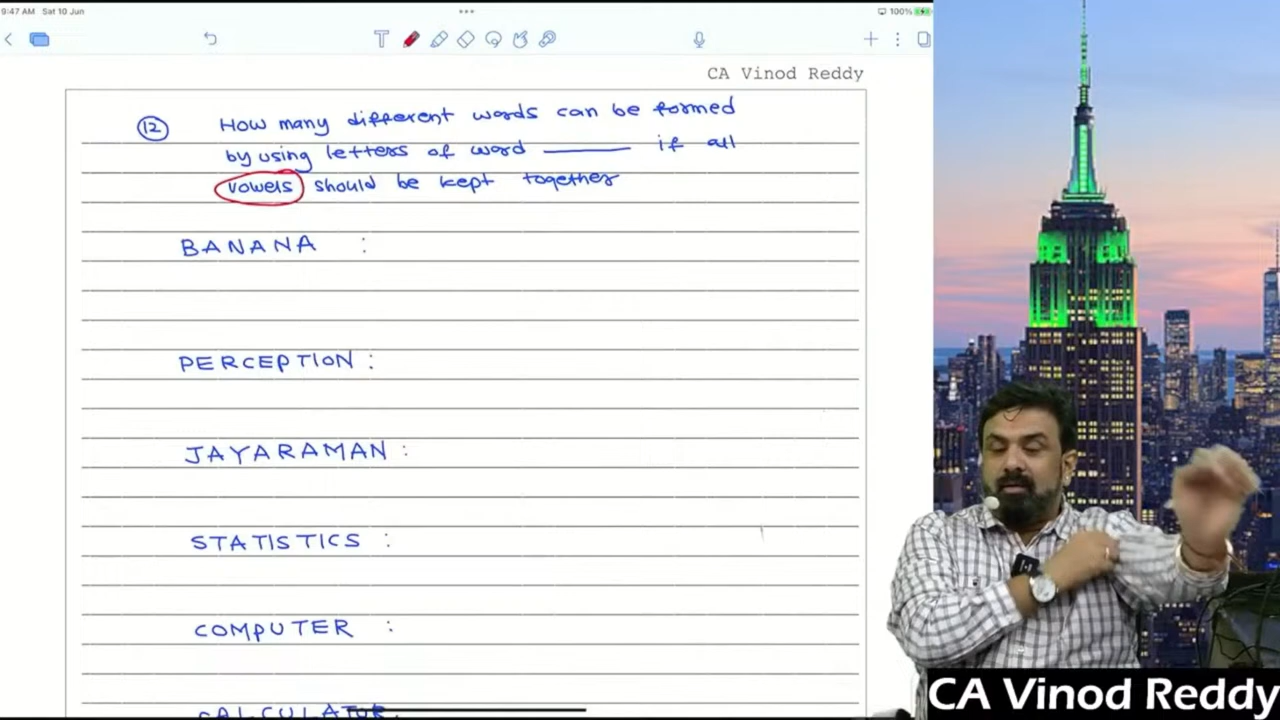 9:47 AM Sat 10 Jun
100%
CA Vinod Reddy
12 How many different words can be formed
by using letters of word ______ if all
vowels should be kept together
BANANA :
PERCEPTION :
JAYARAMAN :
STATISTICS :
COMPUTER :
CALCULATOR :
CA Vinod Reddy